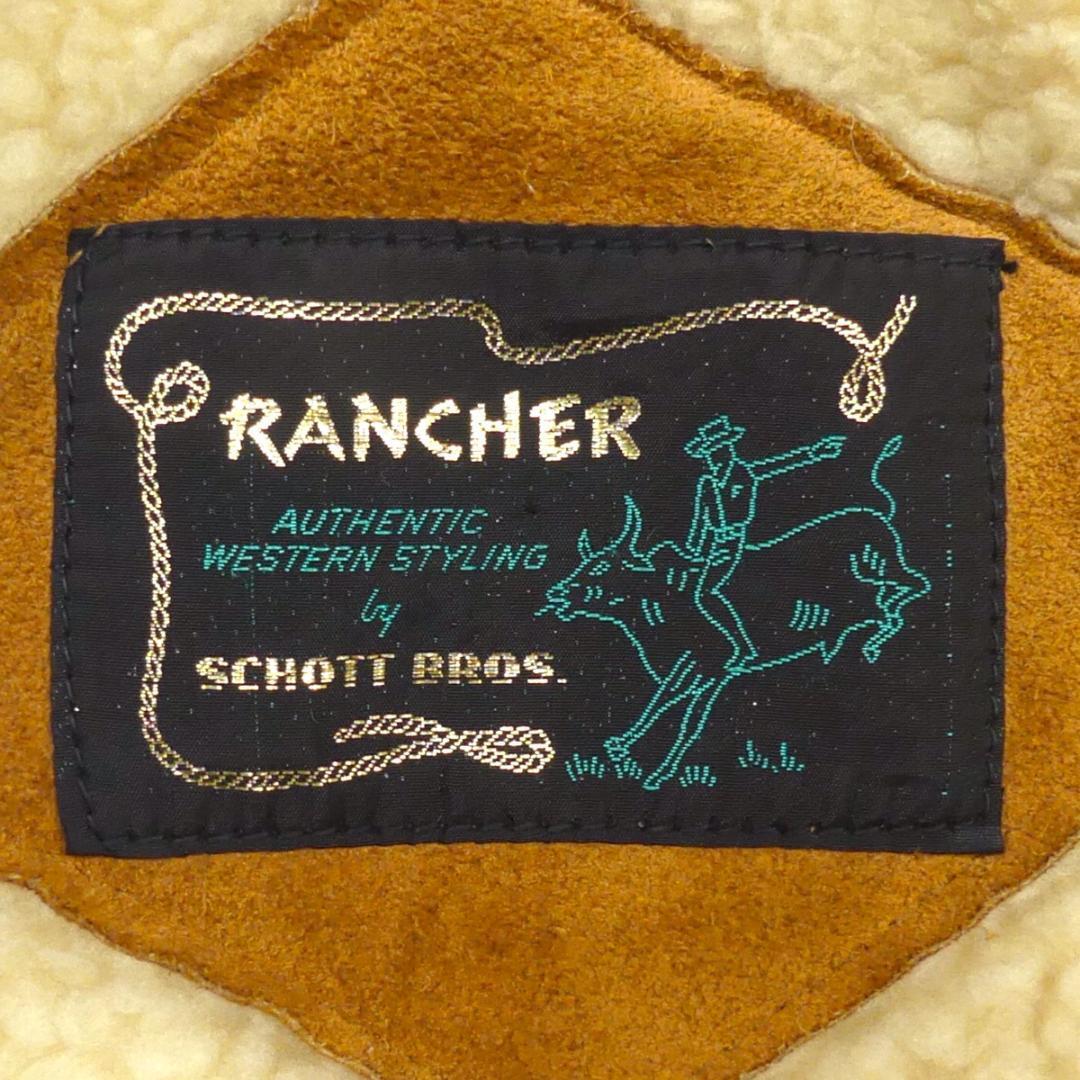 RANCHER
AUTHENTIC
WESTERN STYLING
by
SCHOTT BROS.